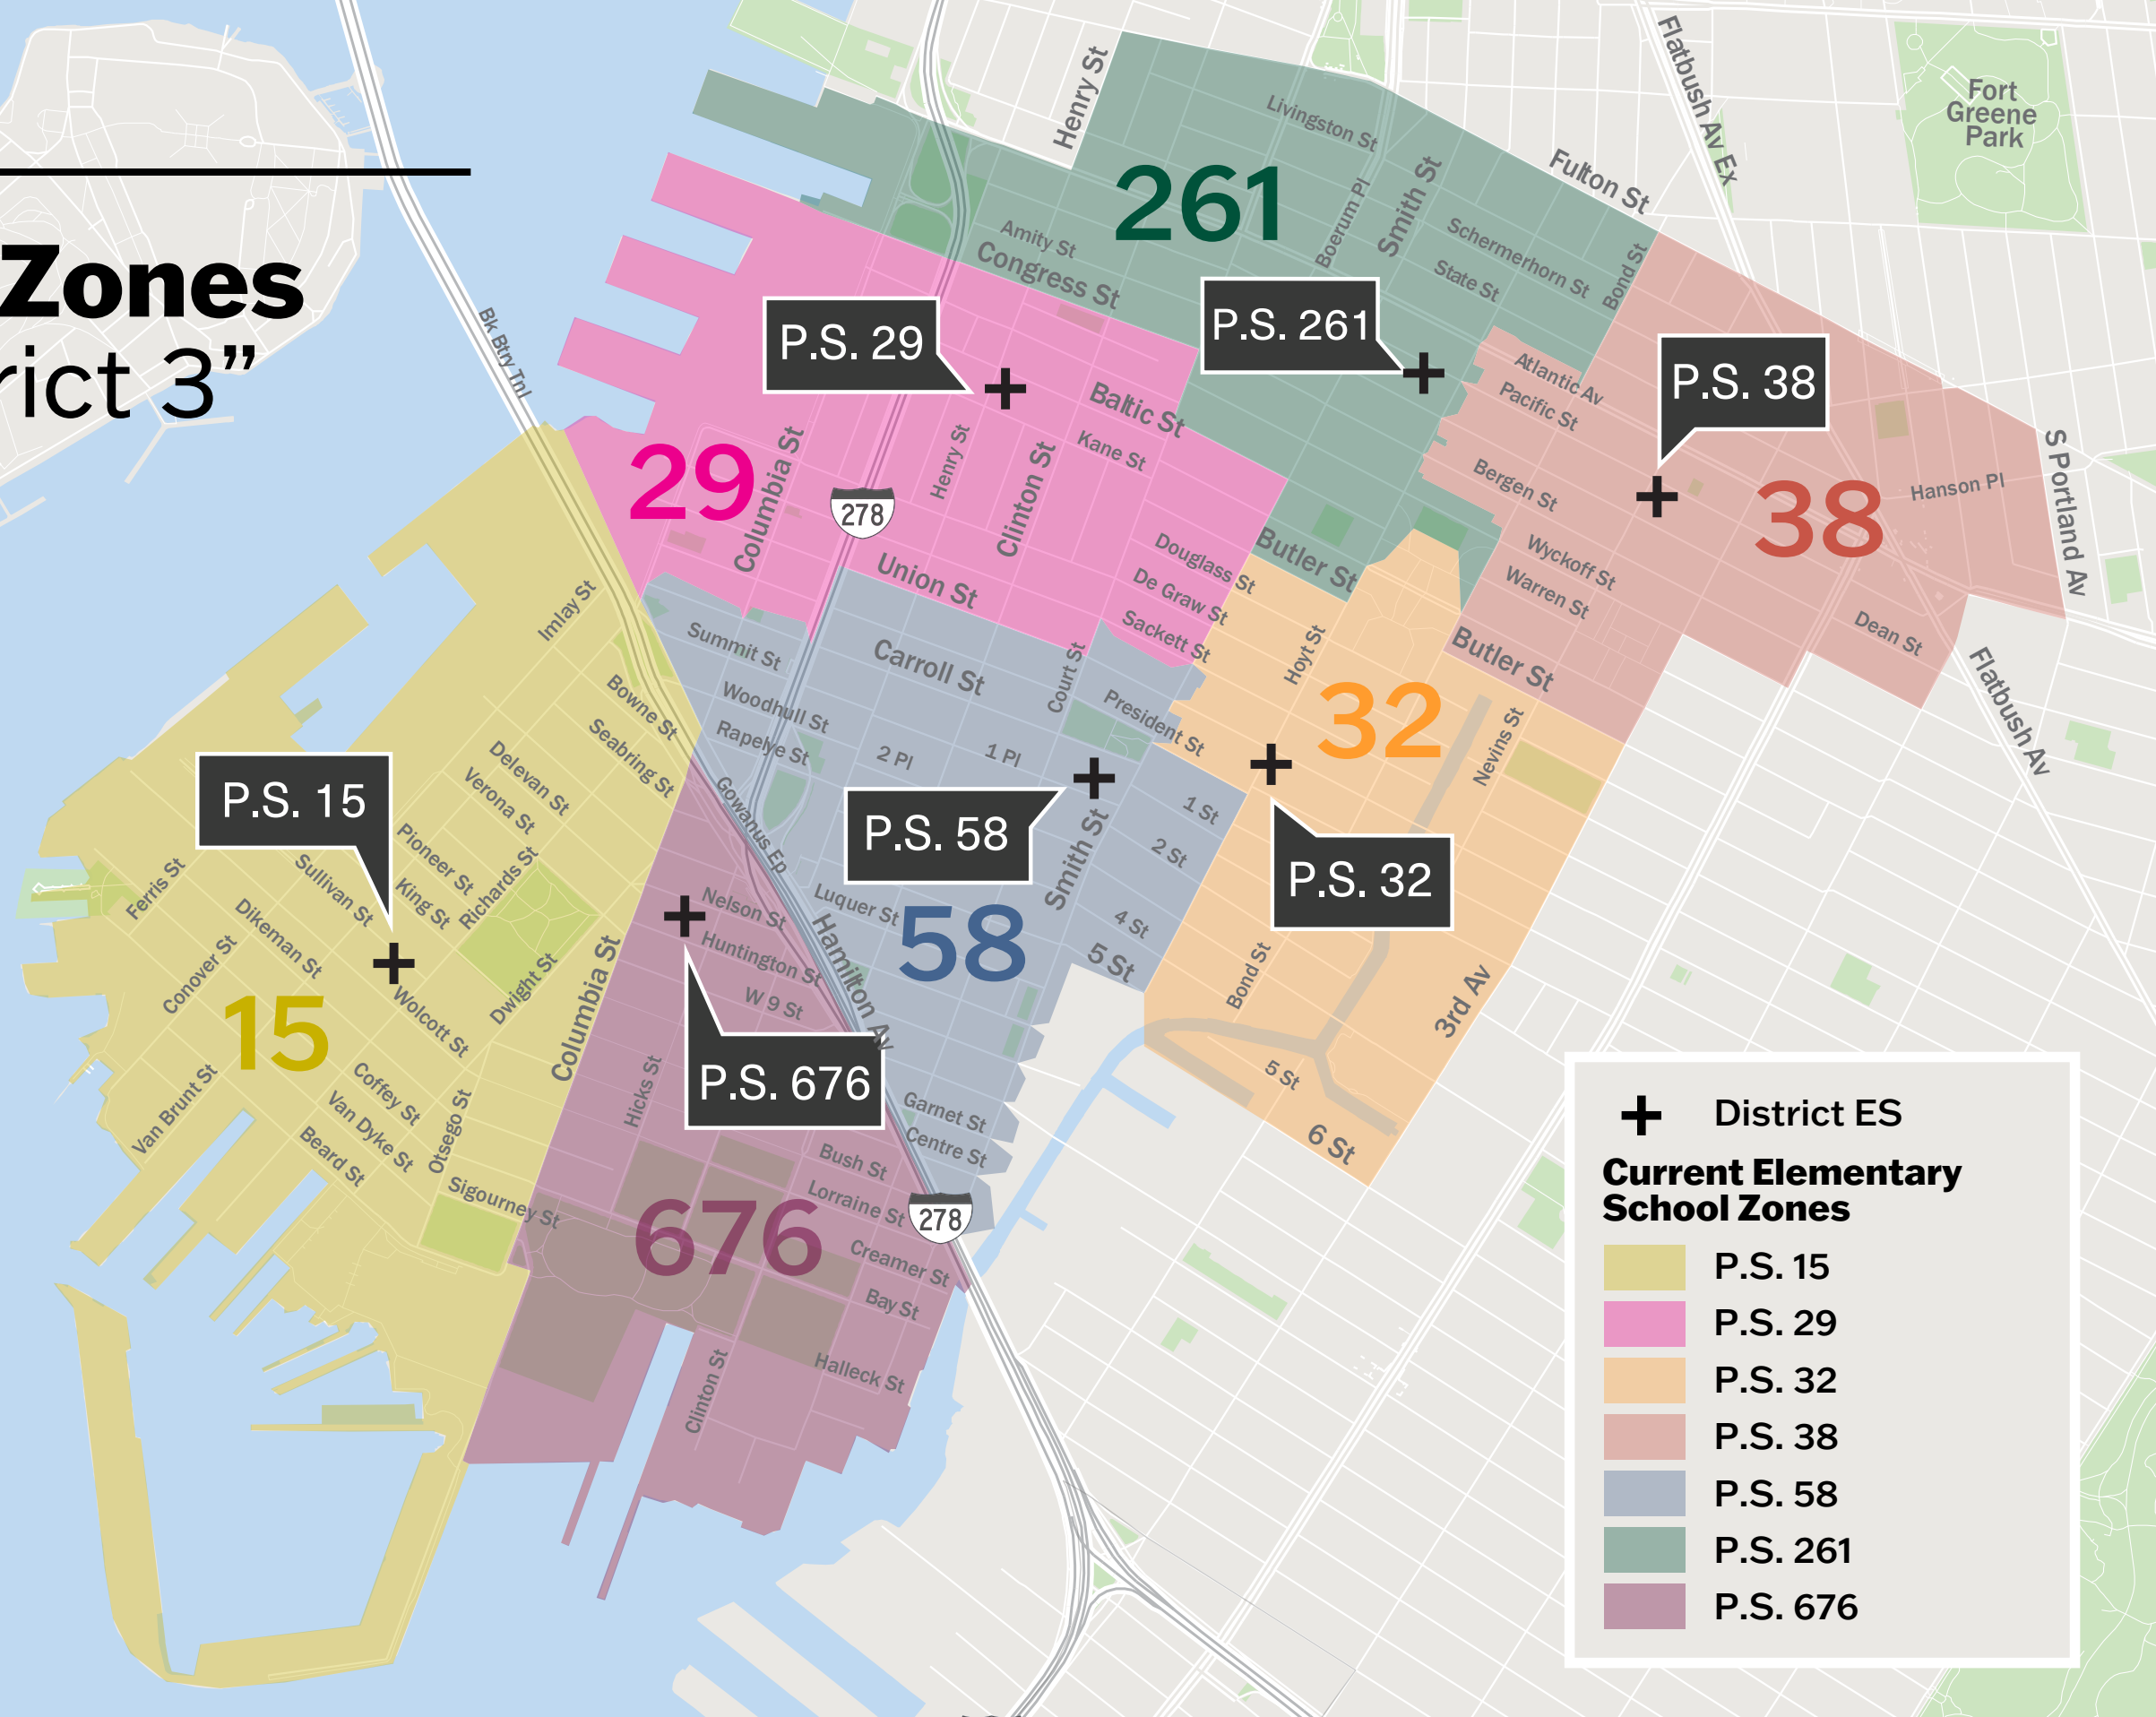 Zones
rict 3”
Henry St
Livingston St
Flatbush Av Ex
Fort
Greene
Park
Fulton St
261
Smith St
Boerum Pl
Amity St
Congress St
Schermerhorn St
State St
Bond St
Bk Btry Tnl
P.S. 29
P.S. 261
P.S. 38
Atlantic Av
Pacific St
Baltic St
Kane St
29
Columbia St
Henry St
Clinton St
278
Bergen St
38
Hanson Pl
S Portland Av
Union St
Douglass St
De Graw St
Sackett St
Butler St
Wyckoff St
Warren St
Imlay St
Summit St
Carroll St
Court St
Hoyt St
Butler St
Dean St
Flatbush Av
Bowne St
Seabring St
Woodhull St
Rapelye St
2 Pl
1 Pl
President St
32
Nevins St
P.S. 15
Delevan St
Verona St
Gowanus Ep
P.S. 58
Smith St
1 St
2 St
P.S. 32
Pioneer St
King St
Richards St
Sullivan St
Ferris St
Dikeman St
Conover St
Wolcott St
Dwight St
Columbia St
Nelson St
Huntington St
W 9 St
Luquer St
58
Hamilton Av
4 St
5 St
Bond St
3rd Av
15
P.S. 676
Hicks St
Van Brunt St
Coffey St
Van Dyke St
Beard St
Otsego St
Sigourney St
Garnet St
Centre St
5 St
6 St
Bush St
Lorraine St
278
676
Creamer St
Bay St
Halleck St
Clinton St
District ES
Current Elementary
School Zones
P.S. 15
P.S. 29
P.S. 32
P.S. 38
P.S. 58
P.S. 261
P.S. 676